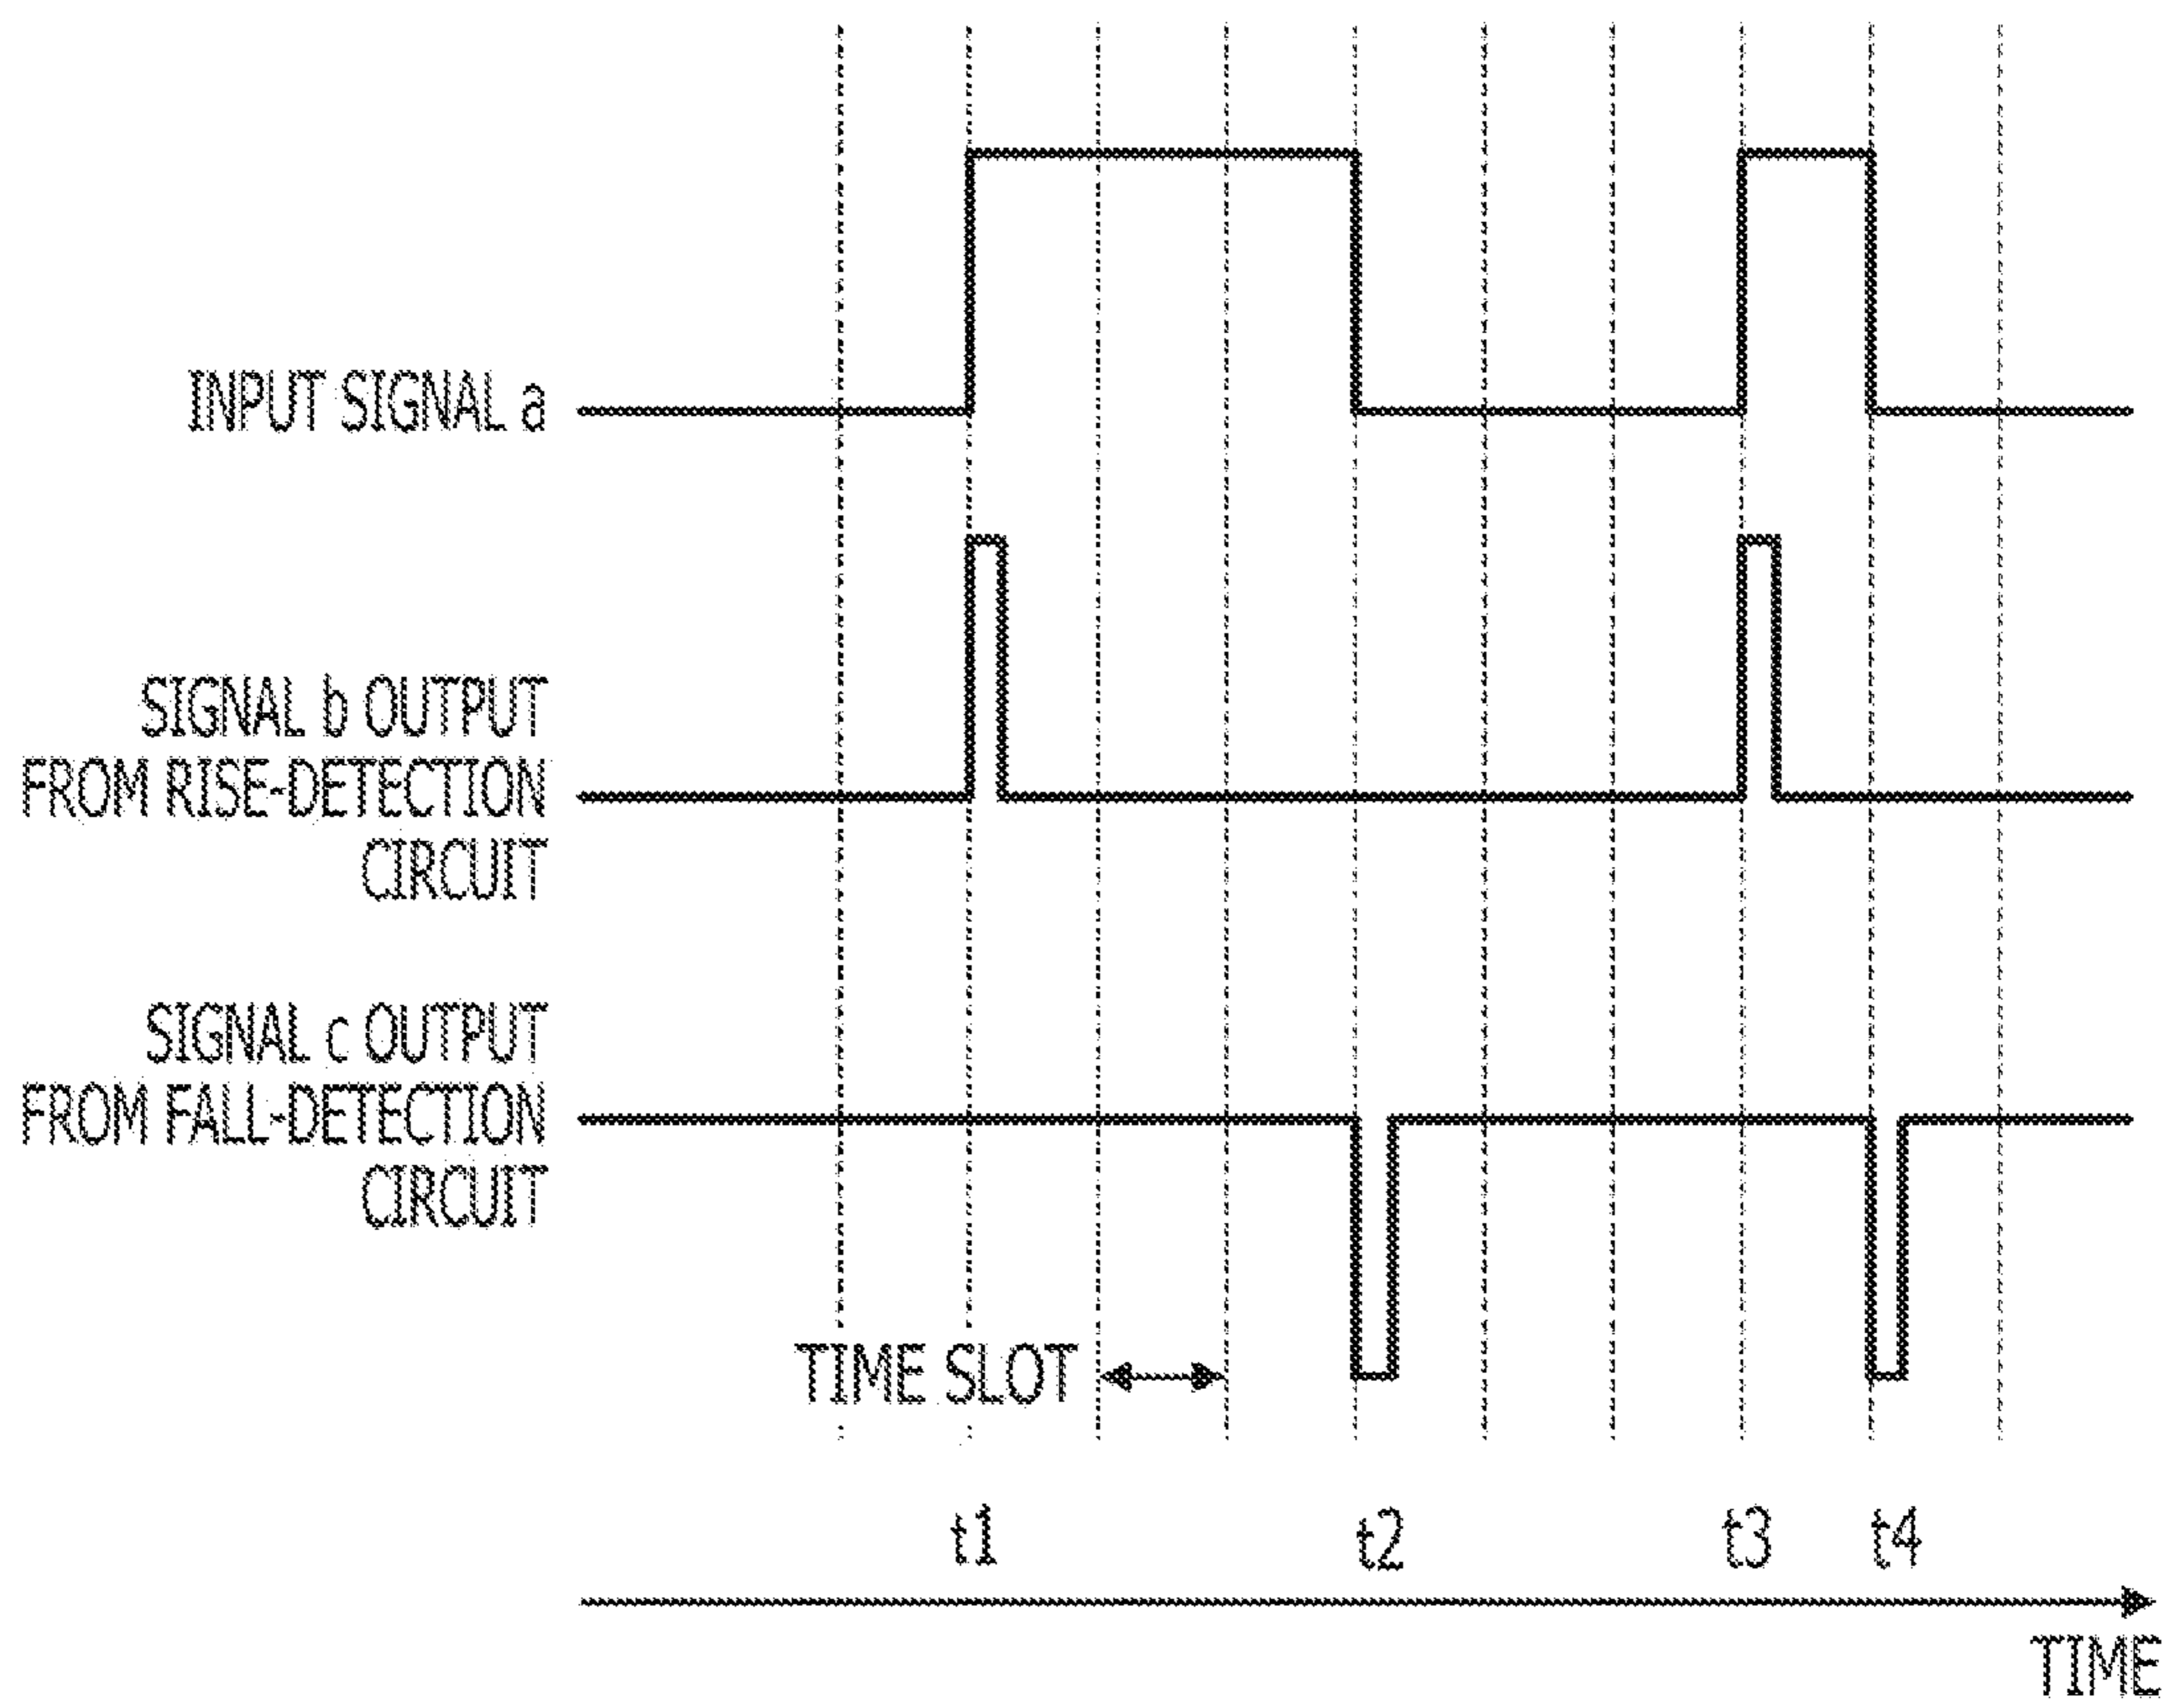 INPUT SIGNAL a
SIGNAL b OUTPUT
FROM RISE-DETECTION
CIRCUIT
SIGNAL c OUTPUT
FROM FALL-DETECTION
CIRCUIT
TIME SLOT
t1 t2 t3 t4
TIME